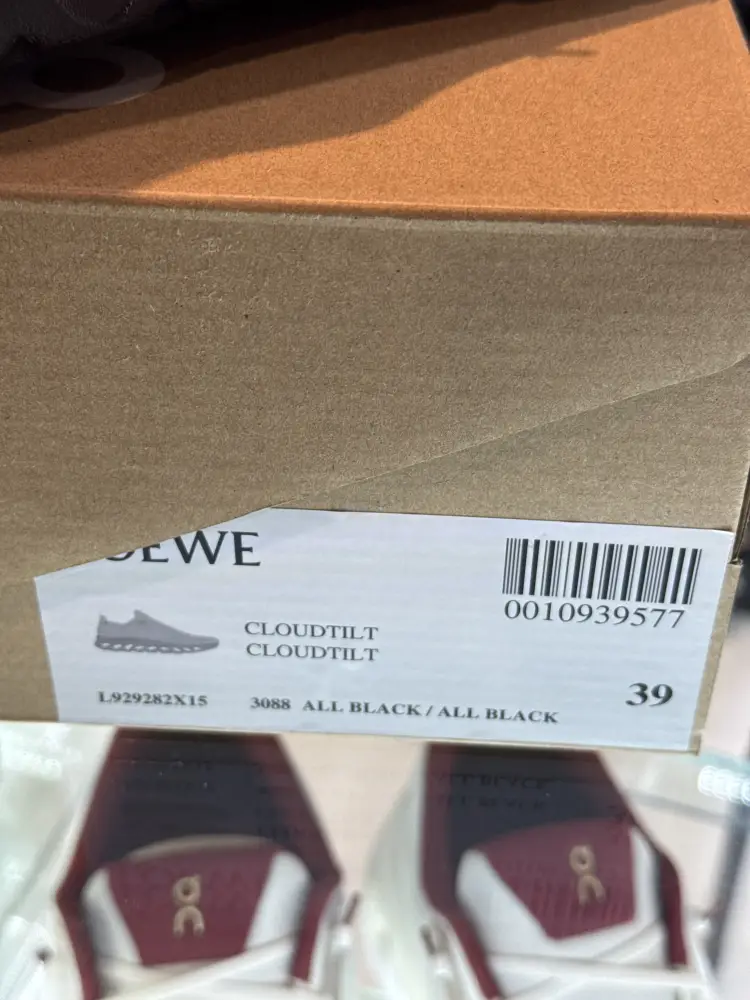 OEWE
0010939577
CLOUDTILT
CLOUDTILT
L929282X15
3088 ALL BLACK / ALL BLACK
39